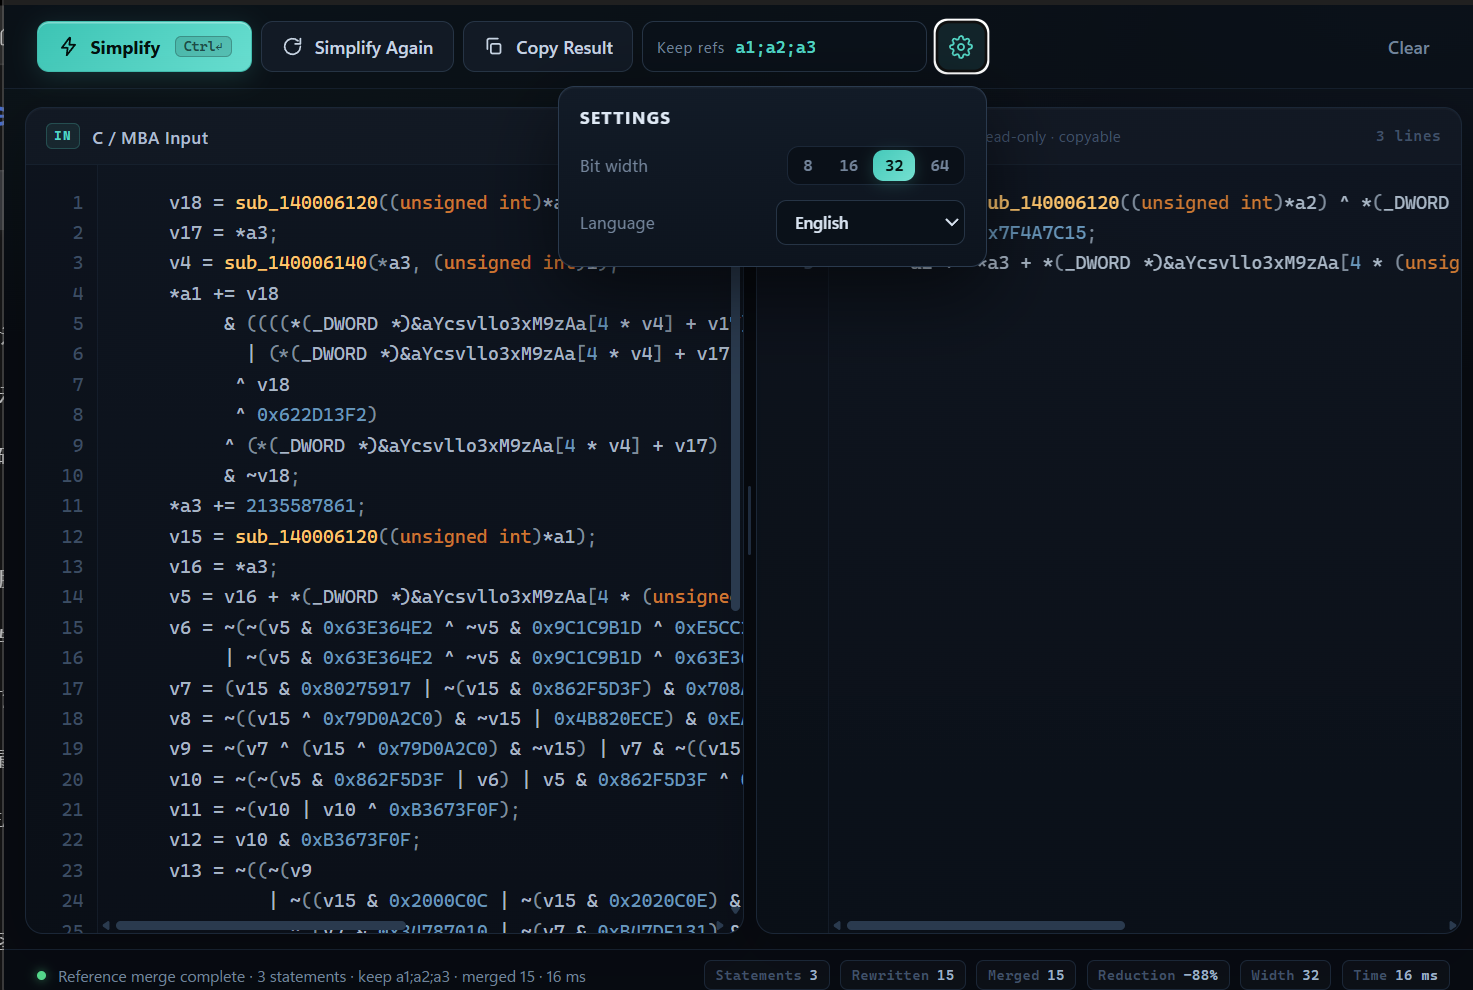 Simplify Ctrl↵ Simplify Again Copy Result Keep refs a1;a2;a3 Clear
SETTINGS
Bit width 8 16 32 64
Language English
IN C / MBA Input
read-only · copyable 3 lines
1 v18 = sub_140006120((unsigned int)*a
2 v17 = *a3;
3 v4 = sub_140006140(*a3, (unsigned int)
4 *a1 += v18
5 & ((((*(_DWORD *)&aYcsvllo3xM9zAa[4 * v4] + v17
6 | (*(_DWORD *)&aYcsvllo3xM9zAa[4 * v4] + v17
7 ^ v18
8 ^ 0x622D13F2)
9 ^ (*(_DWORD *)&aYcsvllo3xM9zAa[4 * v4] + v17)
10 & ~v18;
11 *a3 += 2135587861;
12 v15 = sub_140006120((unsigned int)*a1);
13 v16 = *a3;
14 v5 = v16 + *(_DWORD *)&aYcsvllo3xM9zAa[4 * (unsigne
15 v6 = ~(~(v5 & 0x63E364E2 ^ ~v5 & 0x9C1C9B1D ^ 0xE5CC
16 | ~(v5 & 0x63E364E2 ^ ~v5 & 0x9C1C9B1D ^ 0x63E3
17 v7 = (v15 & 0x80275917 | ~(v15 & 0x862F5D3F) & 0x708
18 v8 = ~((v15 ^ 0x79D0A2C0) & ~v15 | 0x4B820ECE) & 0xE
19 v9 = ~(v7 ^ (v15 ^ 0x79D0A2C0) & ~v15) | v7 & ~((v15
20 v10 = ~(~(v5 & 0x862F5D3F | v6) | v5 & 0x862F5D3F ^
21 v11 = ~(v10 | v10 ^ 0xB3673F0F);
22 v12 = v10 & 0xB3673F0F;
23 v13 = ~((~(v9
24 | ~((v15 & 0x2000C0C | ~(v15 & 0x2020C0E) &
25
ub_140006120((unsigned int)*a2) ^ *(_DWORD
x7F4A7C15;
*a3 + *(_DWORD *)&aYcsvllo3xM9zAa[4 * (unsig
Reference merge complete · 3 statements · keep a1;a2;a3 · merged 15 · 16 ms
Statements 3 Rewritten 15 Merged 15 Reduction −88% Width 32 Time 16 ms